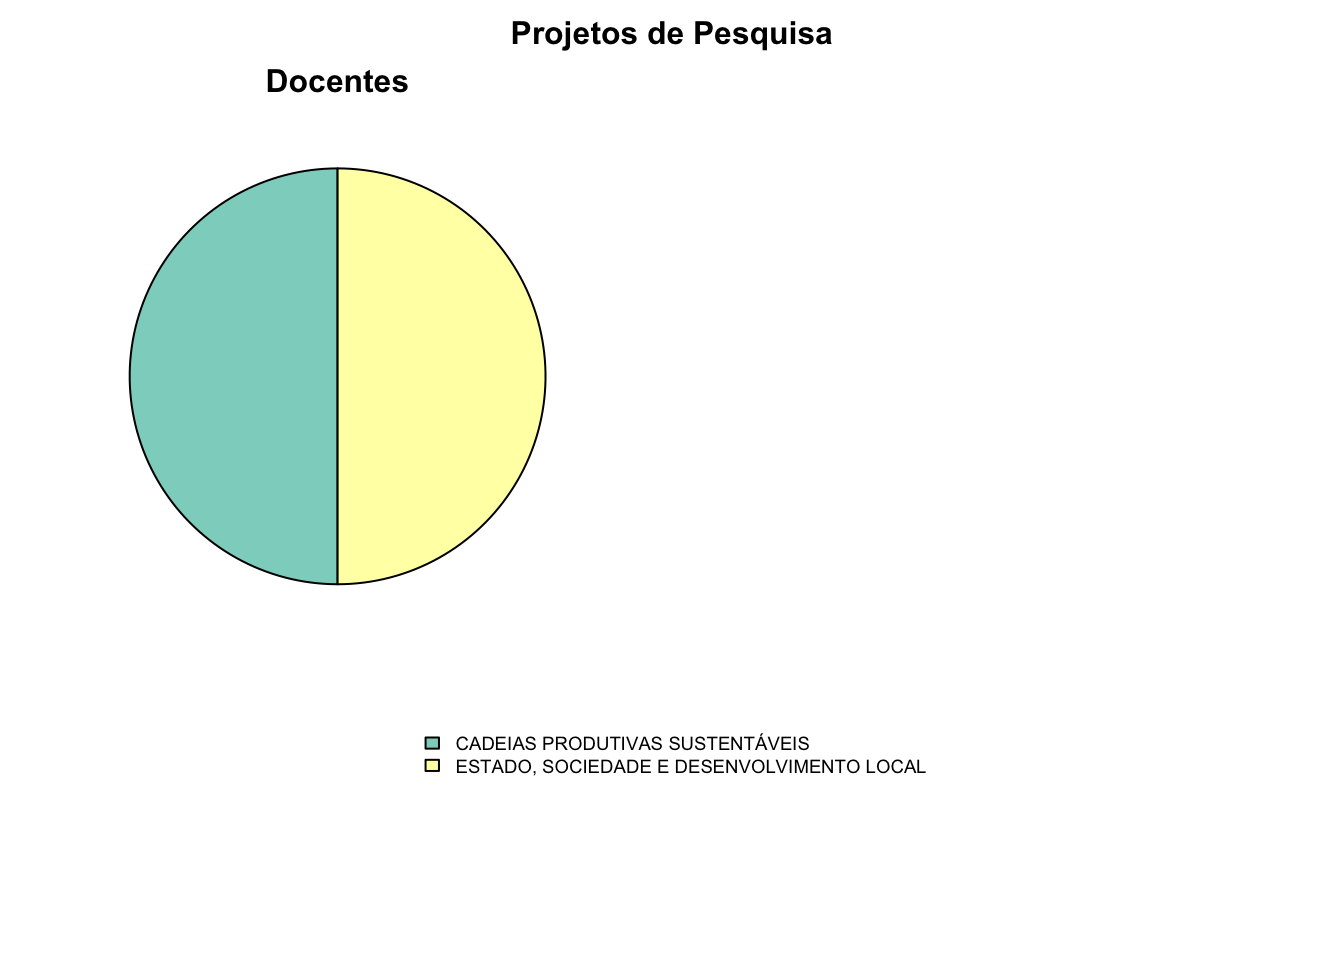 Projetos de Pesquisa
Docentes
CADEIAS PRODUTIVAS SUSTENTÁVEIS
ESTADO, SOCIEDADE E DESENVOLVIMENTO LOCAL